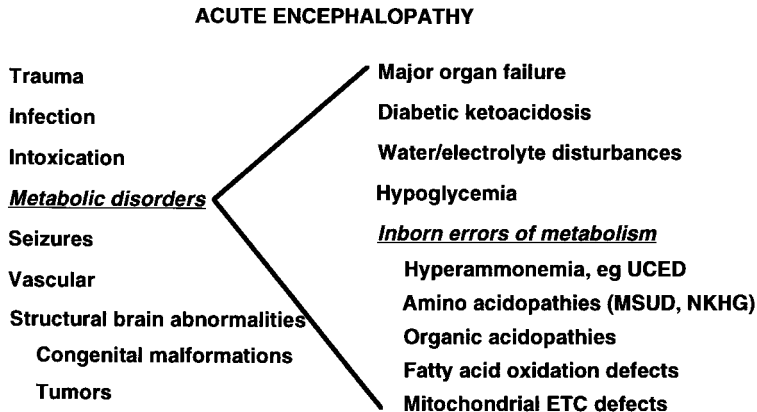 ACUTE ENCEPHALOPATHY
Trauma
Infection
Intoxication
Metabolic disorders
Seizures
Vascular
Structural brain abnormalities
Congenital malformations
Tumors
Major organ failure
Diabetic ketoacidosis
Water/electrolyte disturbances
Hypoglycemia
Inborn errors of metabolism
Hyperammonemia, eg UCED
Amino acidopathies (MSUD, NKHG)
Organic acidopathies
Fatty acid oxidation defects
Mitochondrial ETC defects